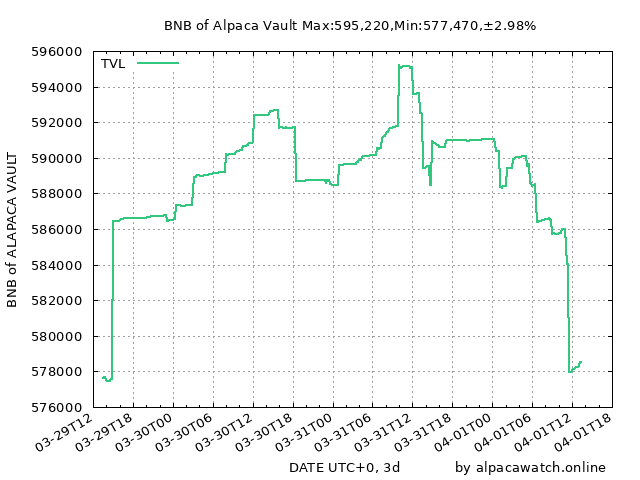 BNB of Alpaca Vault Max:595,220,Min:577,470,±2.98%
596000
594000
592000
590000
588000
586000
584000
582000
580000
578000
576000
TVL
BNB of ALAPACA VAULT
03-29T12
03-29T18
03-30T00
03-30T06
03-30T12
03-30T18
03-31T00
03-31T06
03-31T12
03-31T18
04-01T00
04-01T06
04-01T12
04-01T18
DATE UTC+0, 3d
by alpacawatch.online